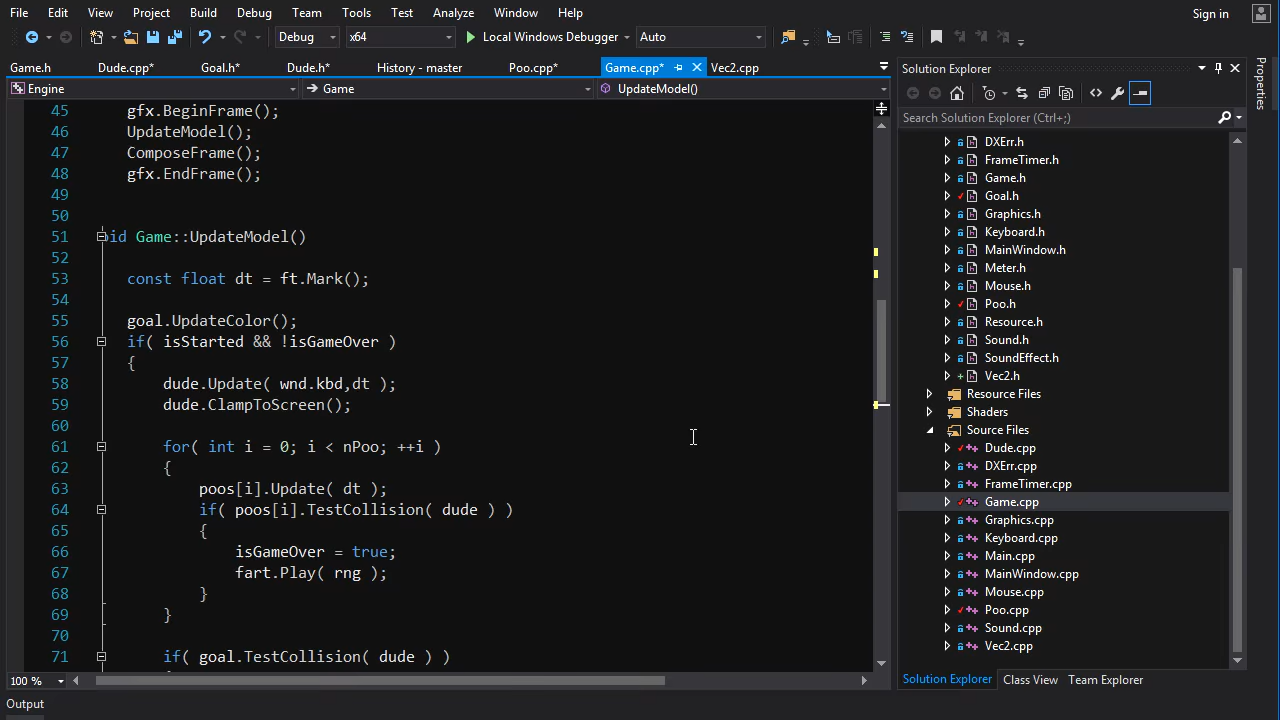 File Edit View Project Build Debug Team Tools Test Analyze Window Help Sign in
Debug x64 Local Windows Debugger Auto
Game.h Dude.cpp* Goal.h* Dude.h* History - master Poo.cpp* Game.cpp* Vec2.cpp
Engine Game UpdateModel()
45 gfx.BeginFrame();
46 UpdateModel();
47 ComposeFrame();
48 gfx.EndFrame();
49
50
51 id Game::UpdateModel()
52
53 const float dt = ft.Mark();
54
55 goal.UpdateColor();
56 if( isStarted && !isGameOver )
57 {
58 dude.Update( wnd.kbd,dt );
59 dude.ClampToScreen();
60
61 for( int i = 0; i < nPoo; ++i )
62 {
63 poos[i].Update( dt );
64 if( poos[i].TestCollision( dude ) )
65 {
66 isGameOver = true;
67 fart.Play( rng );
68 }
69 }
70
71 if( goal.TestCollision( dude ) )
100 %
Output
Solution Explorer
Search Solution Explorer (Ctrl+;)
DXErr.h
FrameTimer.h
Game.h
Goal.h
Graphics.h
Keyboard.h
MainWindow.h
Meter.h
Mouse.h
Poo.h
Resource.h
Sound.h
SoundEffect.h
Vec2.h
Resource Files
Shaders
Source Files
Dude.cpp
DXErr.cpp
FrameTimer.cpp
Game.cpp
Graphics.cpp
Keyboard.cpp
Main.cpp
MainWindow.cpp
Mouse.cpp
Poo.cpp
Sound.cpp
Vec2.cpp
Solution Explorer Class View Team Explorer
Properties